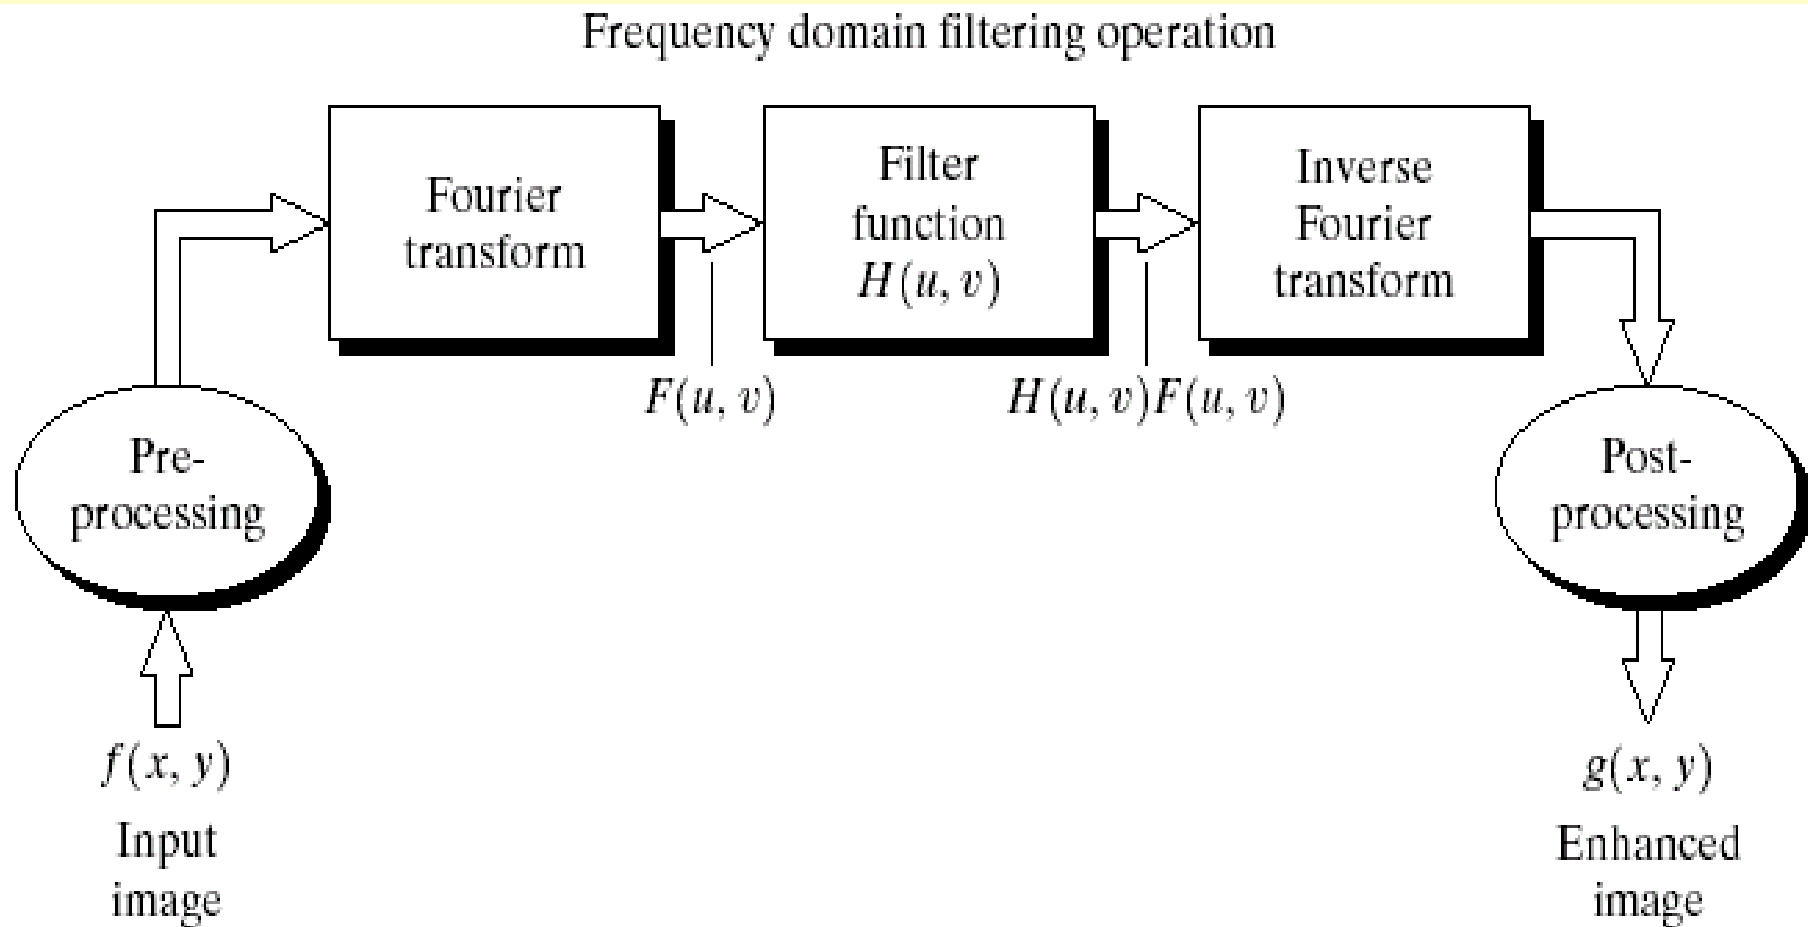 Frequency domain filtering operation
Fourier
transform
Filter
function
H(u, v)
Inverse
Fourier
transform
F(u, v)
H(u, v)F(u, v)
Pre-
processing
Post-
processing
f(x, y)
Input
image
g(x, y)
Enhanced
image